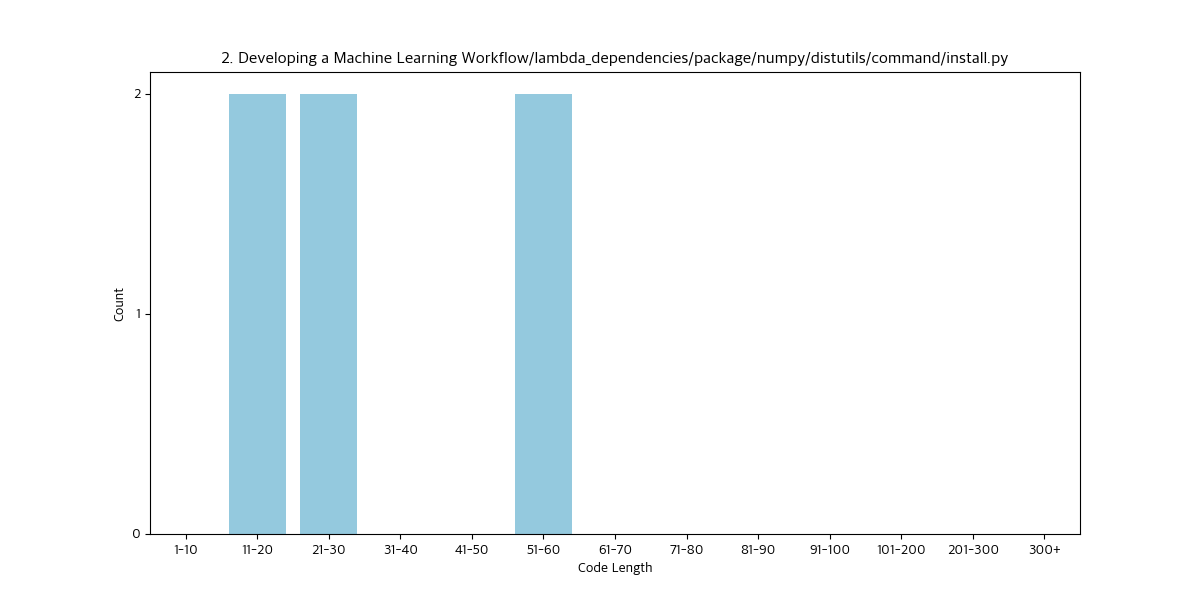 2. Developing a Machine Learning Workflow/lambda_dependencies/package/numpy/distutils/command/install.py
2
1
0
Count
1-10 11-20 21-30 31-40 41-50 51-60 61-70 71-80 81-90 91-100 101-200 201-300 300+
Code Length